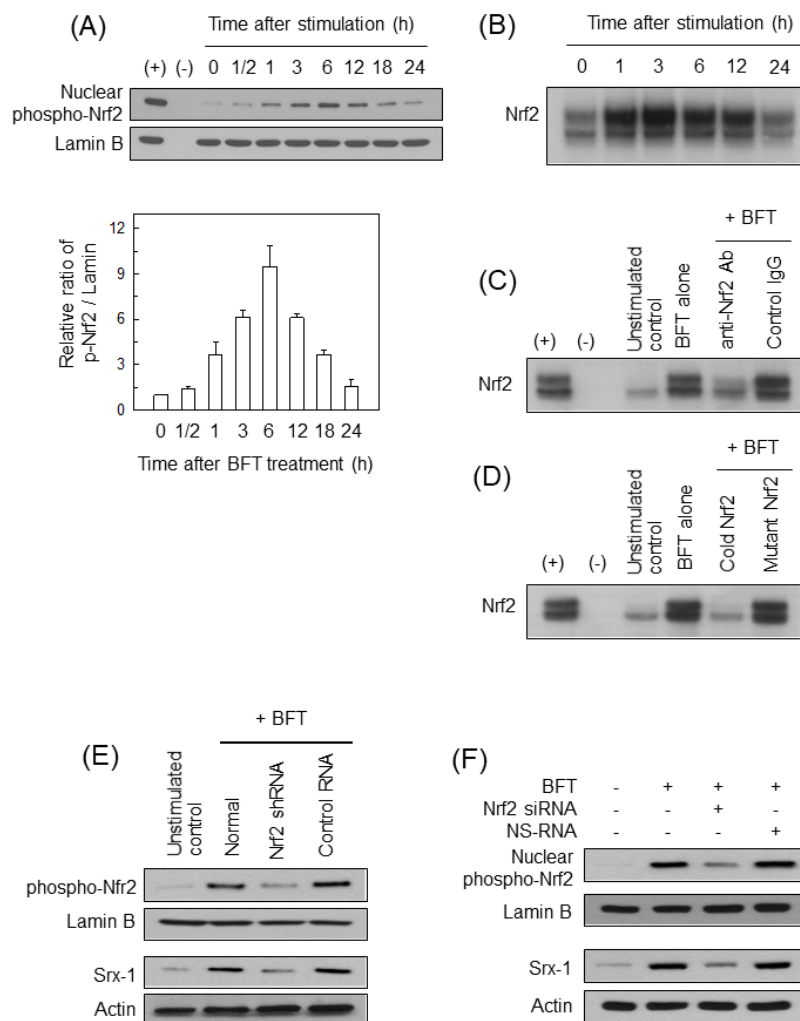 (A)
Time after stimulation (h)
(+) (-) 0 1/2 1 3 6 12 18 24
Nuclear
phospho-Nrf2
Lamin B
12
9
6
3
0
Relative ratio of
p-Nrf2 / Lamin
0 1/2 1 3 6 12 18 24
Time after BFT treatment (h)
(B)
Time after stimulation (h)
0 1 3 6 12 24
Nrf2
(C)
+ BFT
(+) (-) Unstimulated
control
BFT alone
anti-Nrf2 Ab
Control IgG
Nrf2
(D)
+ BFT
(+) (-) Unstimulated
control
BFT alone
Cold Nrf2
Mutant Nrf2
Nrf2
(E)
+ BFT
Unstimulated
control
Normal
Nrf2 shRNA
Control RNA
phospho-Nfr2
Lamin B
Srx-1
Actin
(F)
BFT - + + +
Nrf2 siRNA - - + -
NS-RNA - - - +
Nuclear
phospho-Nrf2
Lamin B
Srx-1
Actin